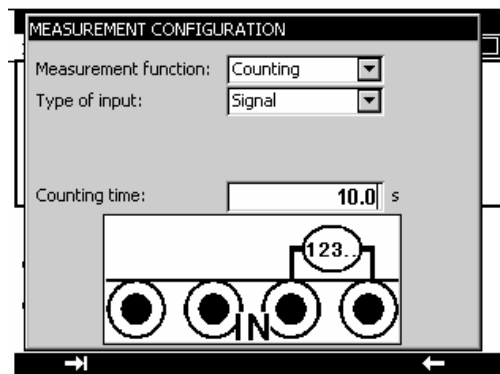 MEASUREMENT CONFIGURATION
Measurement function: Counting
Type of input: Signal
Counting time: 10.0 s
123..
IN